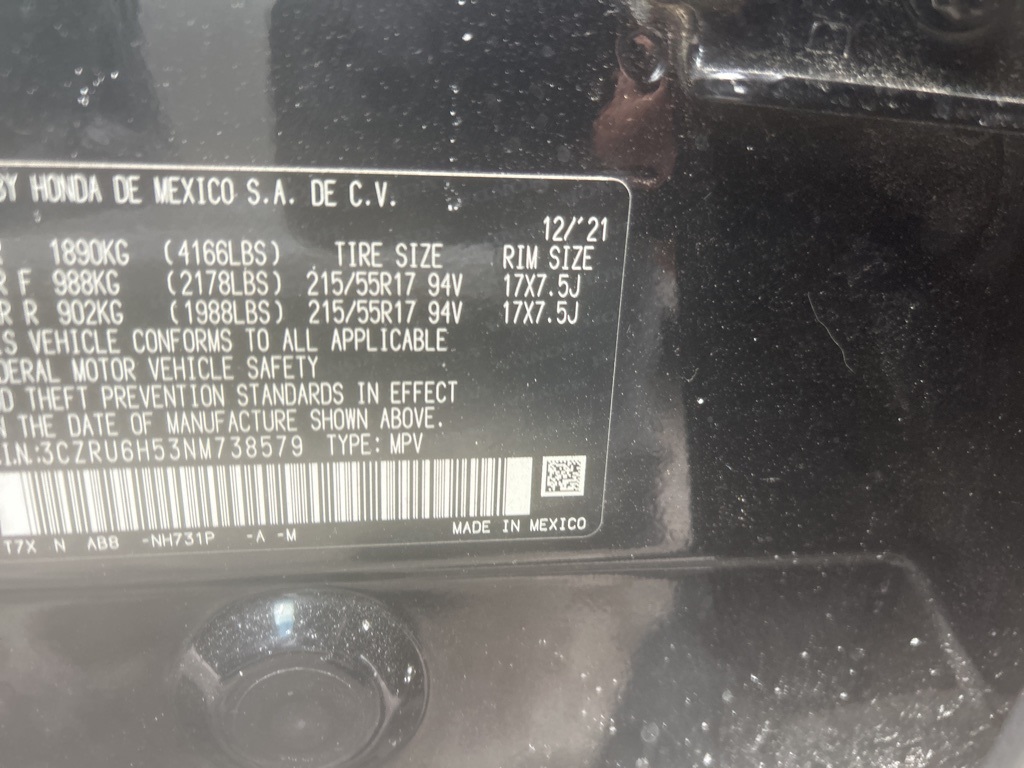 BY HONDA DE MEXICO S.A. DE C.V.
12/'21
R 1890KG (4166LBS) TIRE SIZE RIM SIZE
R F 988KG (2178LBS) 215/55R17 94V 17X7.5J
R R 902KG (1988LBS) 215/55R17 94V 17X7.5J
S VEHICLE CONFORMS TO ALL APPLICABLE
DERAL MOTOR VEHICLE SAFETY
D THEFT PREVENTION STANDARDS IN EFFECT
N THE DATE OF MANUFACTURE SHOWN ABOVE.
I.N:3CZRU6H53NM738579 TYPE:MPV
MADE IN MEXICO
T7X N AB8 -NH731P -A -M